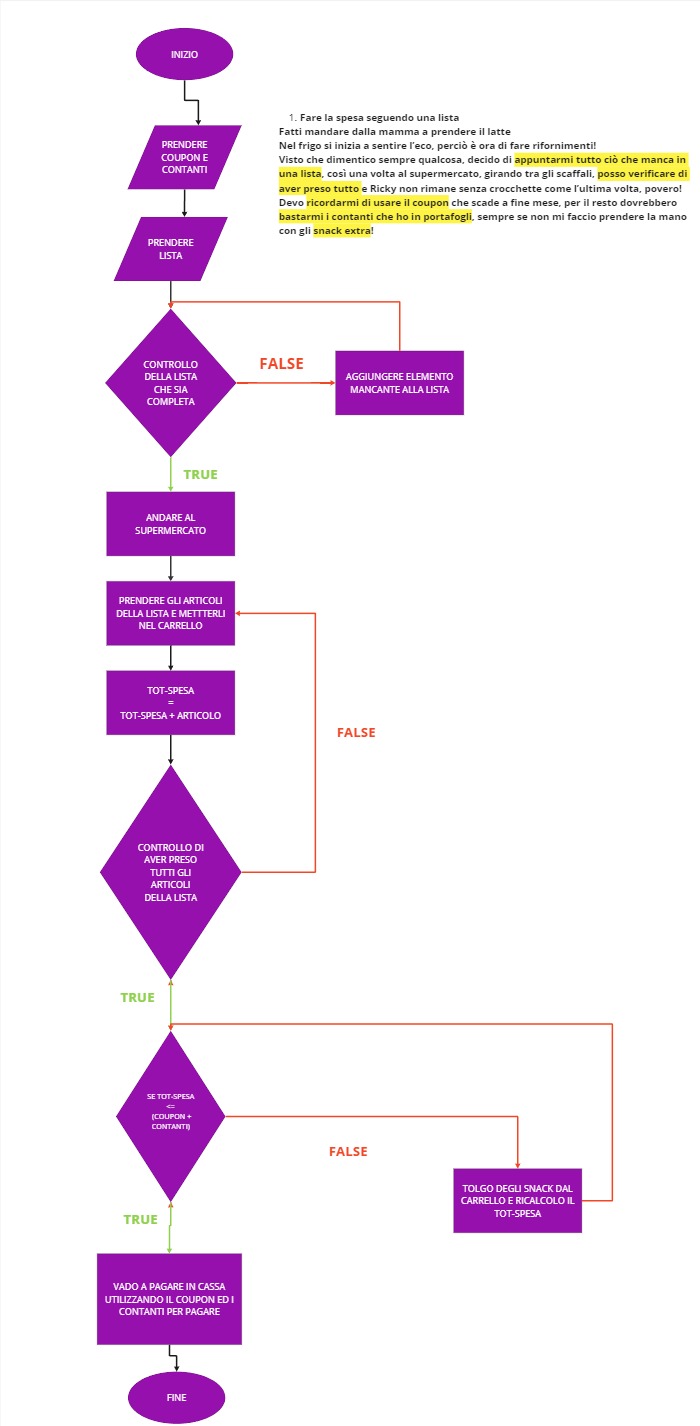 INIZIO
1. Fare la spesa seguendo una lista
Fatti mandare dalla mamma a prendere il latte
Nel frigo si inizia a sentire l'eco, perciò è ora di fare rifornimenti!
Visto che dimentico sempre qualcosa, decido di appuntarmi tutto ciò che manca in
una lista, così una volta al supermercato, girando tra gli scaffali, posso verificare di
aver preso tutto e Ricky non rimane senza crocchette come l'ultima volta, povero!
Devo ricordarmi di usare il coupon che scade a fine mese, per il resto dovrebbero
bastarmi i contanti che ho in portafogli, sempre se non mi faccio prendere la mano
con gli snack extra!
PRENDERE
COUPON E
CONTANTI
PRENDERE
LISTA
CONTROLLO
DELLA LISTA
CHE SIA
COMPLETA
FALSE
AGGIUNGERE ELEMENTO
MANCANTE ALLA LISTA
TRUE
ANDARE AL
SUPERMERCATO
PRENDERE GLI ARTICOLI
DELLA LISTA E METTTERLI
NEL CARRELLO
TOT-SPESA
=
TOT-SPESA + ARTICOLO
FALSE
CONTROLLO DI
AVER PRESO
TUTTI GLI
ARTICOLI
DELLA LISTA
TRUE
SE TOT-SPESA
<=
(COUPON +
CONTANTI)
FALSE
TOLGO DEGLI SNACK DAL
CARRELLO E RICALCOLO IL
TOT-SPESA
TRUE
VADO A PAGARE IN CASSA
UTILIZZANDO IL COUPON ED I
CONTANTI PER PAGARE
FINE